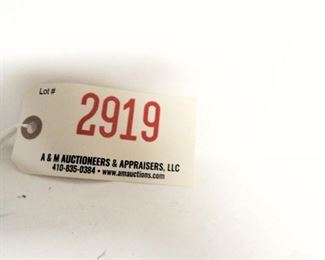 Lot #
2919
A & M AUCTIONEERS & APPRAISERS, LLC
410-835-0384 • www.amauctions.com